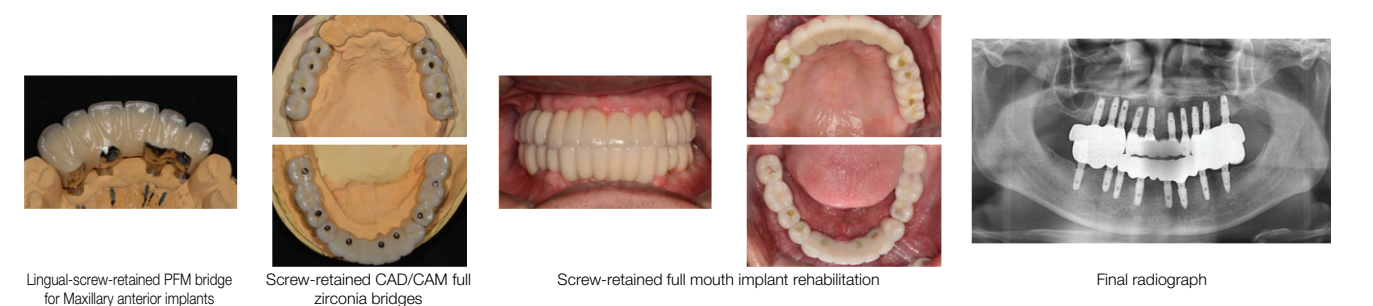 Lingual-screw-retained PFM bridge
for Maxillary anterior implants
Screw-retained CAD/CAM full
zirconia bridges
Screw-retained full mouth implant rehabilitation
Final radiograph